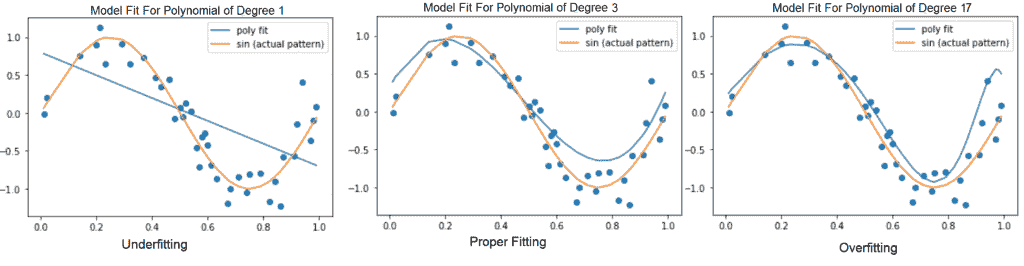 Model Fit For Polynomial of Degree 1
poly fit
sin (actual pattern)
1.0
0.5
0.0
−0.5
−1.0
0.0 0.2 0.4 0.6 0.8 1.0
Underfitting
Model Fit For Polynomial of Degree 3
poly fit
sin (actual pattern)
1.0
0.5
0.0
−0.5
−1.0
0.0 0.2 0.4 0.6 0.8 1.0
Proper Fitting
Model Fit For Polynomial of Degree 17
poly fit
sin (actual pattern)
1.0
0.5
0.0
−0.5
−1.0
0.0 0.2 0.4 0.6 0.8 1.0
Overfitting